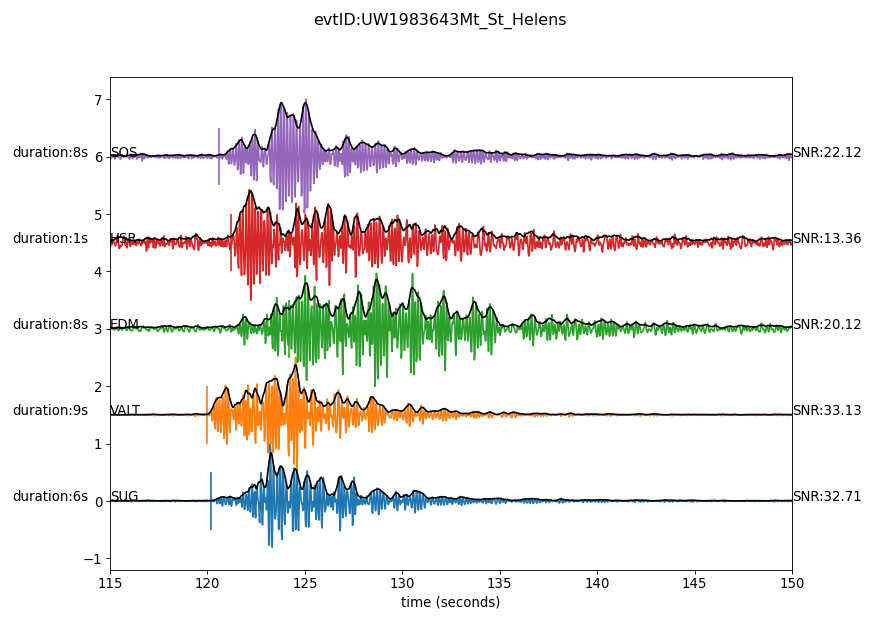 evtID:UW1983643Mt_St_Helens
7
duration:8s SOS SNR:22.12
6
5
duration:1s HSR SNR:13.36
4
duration:8s EDM SNR:20.12
3
2
duration:9s VALT SNR:33.13
1
duration:6s SUG SNR:32.71
0
−1
115 120 125 130 135 140 145 150
time (seconds)